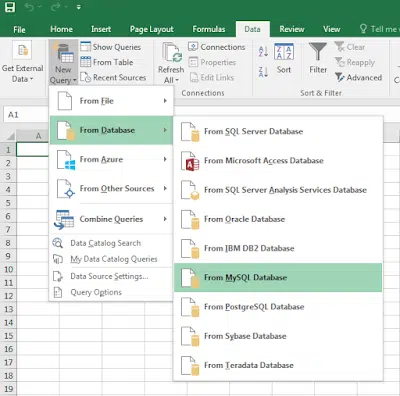 File Home Insert Page Layout Formulas Data Review View Tell me
Get External Data
New Query
Show Queries
From Table
Recent Sources
Refresh All
Connections
Properties
Edit Links
Connections
Sort
Filter
Clear
Reapply
Advanced
Sort & Filter
A1
A
1
2
3
4
5
6
7
8
9
10
11
12
13
14
15
16
17
18
19
From File
From Database
From Azure
From Other Sources
Combine Queries
Data Catalog Search
My Data Catalog Queries
Data Source Settings...
Query Options
From SQL Server Database
From Microsoft Access Database
From SQL Server Analysis Services Database
From Oracle Database
From IBM DB2 Database
From MySQL Database
From PostgreSQL Database
From Sybase Database
From Teradata Database